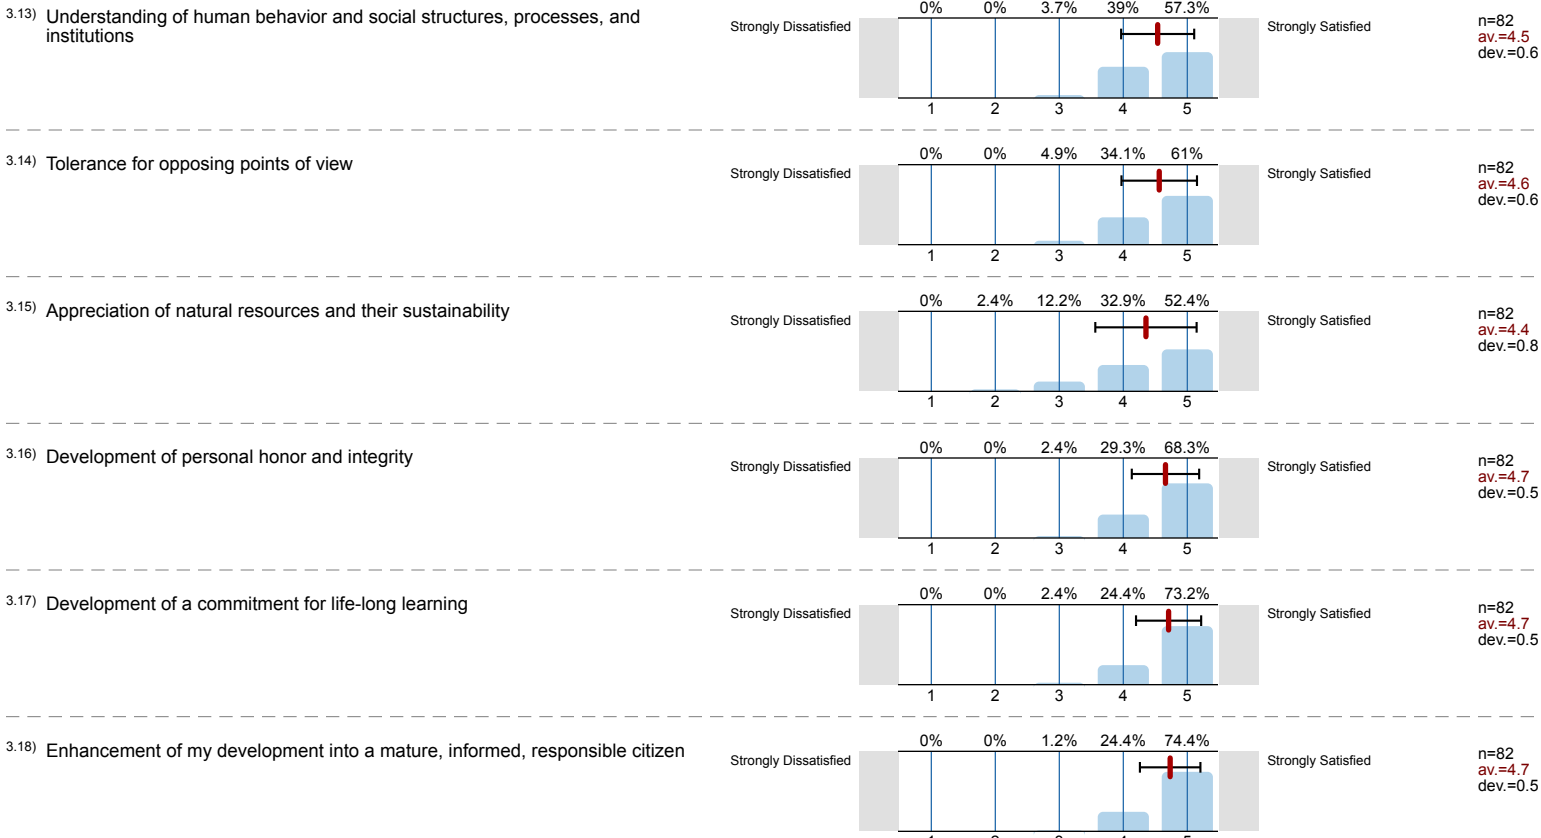 3.13) Understanding of human behavior and social structures, processes, and
institutions
0% 0% 3.7% 39% 57.3%
Strongly Dissatisfied
Strongly Satisfied
n=82
av.=4.5
dev.=0.6
1 2 3 4 5
3.14) Tolerance for opposing points of view
0% 0% 4.9% 34.1% 61%
Strongly Dissatisfied
Strongly Satisfied
n=82
av.=4.6
dev.=0.6
1 2 3 4 5
3.15) Appreciation of natural resources and their sustainability
0% 2.4% 12.2% 32.9% 52.4%
Strongly Dissatisfied
Strongly Satisfied
n=82
av.=4.4
dev.=0.8
1 2 3 4 5
3.16) Development of personal honor and integrity
0% 0% 2.4% 29.3% 68.3%
Strongly Dissatisfied
Strongly Satisfied
n=82
av.=4.7
dev.=0.5
1 2 3 4 5
3.17) Development of a commitment for life-long learning
0% 0% 2.4% 24.4% 73.2%
Strongly Dissatisfied
Strongly Satisfied
n=82
av.=4.7
dev.=0.5
1 2 3 4 5
3.18) Enhancement of my development into a mature, informed, responsible citizen
0% 0% 1.2% 24.4% 74.4%
Strongly Dissatisfied
Strongly Satisfied
n=82
av.=4.7
dev.=0.5